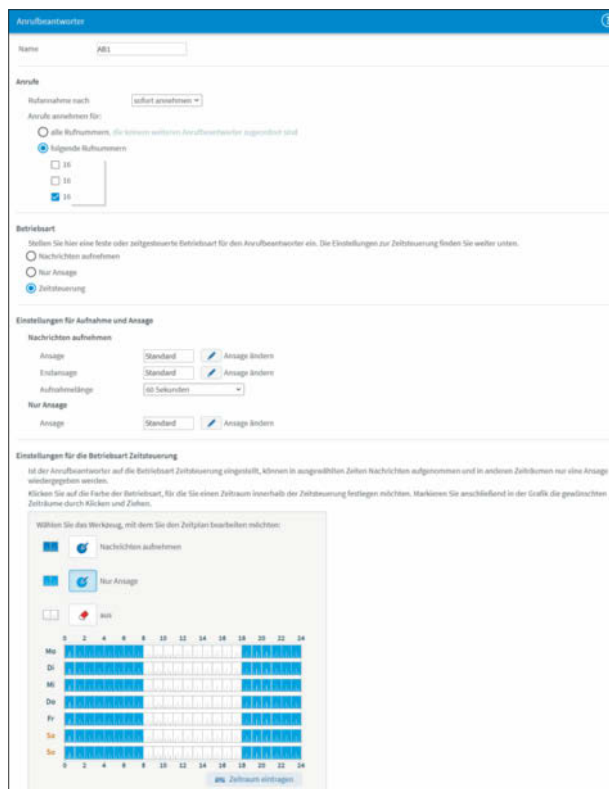 Anrufbeantworter
Name AB1
Anrufe
Rufannahme nach sofort annehmen
Anrufe annehmen für:
alle Rufnummern, die keinem weiteren Anrufbeantworter zugeordnet sind
folgende Rufnummern
16
16
16
Betriebsart
Stellen Sie hier eine feste oder zeitgesteuerte Betriebsart für den Anrufbeantworter ein. Die Einstellungen zur Zeitsteuerung finden Sie weiter unten.
Nachrichten aufnehmen
Nur Ansage
Zeitsteuerung
Einstellungen für Aufnahme und Ansage
Nachrichten aufnehmen
Ansage Standard Ansage ändern
Endansage Standard Ansage ändern
Aufnahmelänge 60 Sekunden
Nur Ansage
Ansage Standard Ansage ändern
Einstellungen für die Betriebsart Zeitsteuerung
Ist der Anrufbeantworter auf die Betriebsart Zeitsteuerung eingestellt, können in ausgewählten Zeiten Nachrichten aufgenommen und in anderen Zeiträumen nur eine Ansage
wiedergegeben werden.
Klicken Sie auf die Farbe der Betriebsart, für die Sie einen Zeitraum innerhalb der Zeitsteuerung festlegen möchten. Markieren Sie anschließend in der Grafik die gewünschten
Zeiträume durch Klicken und Ziehen.
Wählen Sie das Werkzeug, mit dem Sie den Zeitplan bearbeiten möchten:
Nachrichten aufnehmen
Nur Ansage
aus
0 2 4 6 8 10 12 14 16 18 20 22 24
Mo
Di
Mi
Do
Fr
Sa
So
0 2 4 6 8 10 12 14 16 18 20 22 24
Zeitraum eintragen